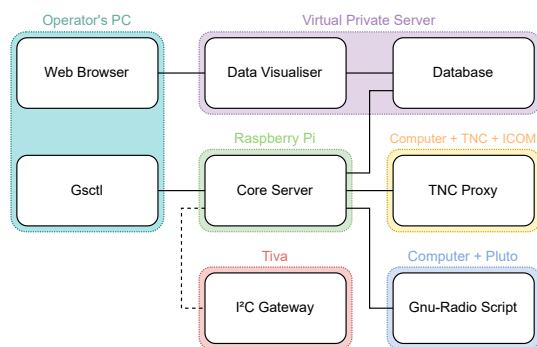 Operator's PC
Virtual Private Server
Web Browser
Data Visualiser
Database
Raspberry Pi
Computer + TNC + ICOM
Gsctl
Core Server
TNC Proxy
Tiva
Computer + Pluto
I²C Gateway
Gnu-Radio Script